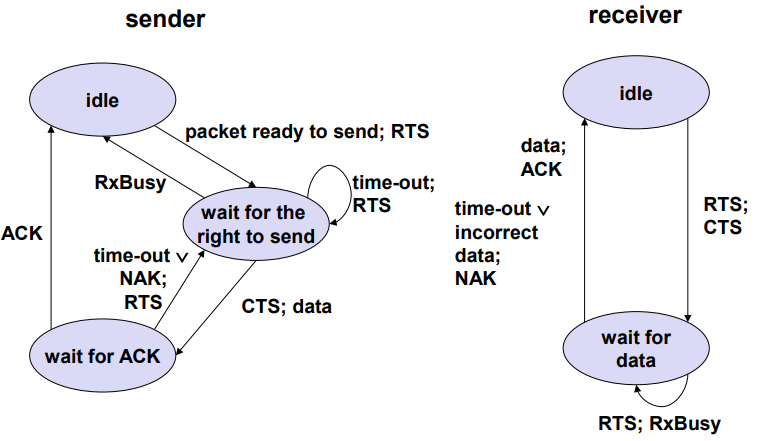 sender
receiver
idle
idle
packet ready to send; RTS
data;
ACK
RxBusy
time-out;
RTS
wait for the
right to send
time-out ∨
incorrect
data;
NAK
RTS;
CTS
ACK
time-out ∨
NAK;
RTS
CTS; data
wait for ACK
wait for
data
RTS; RxBusy